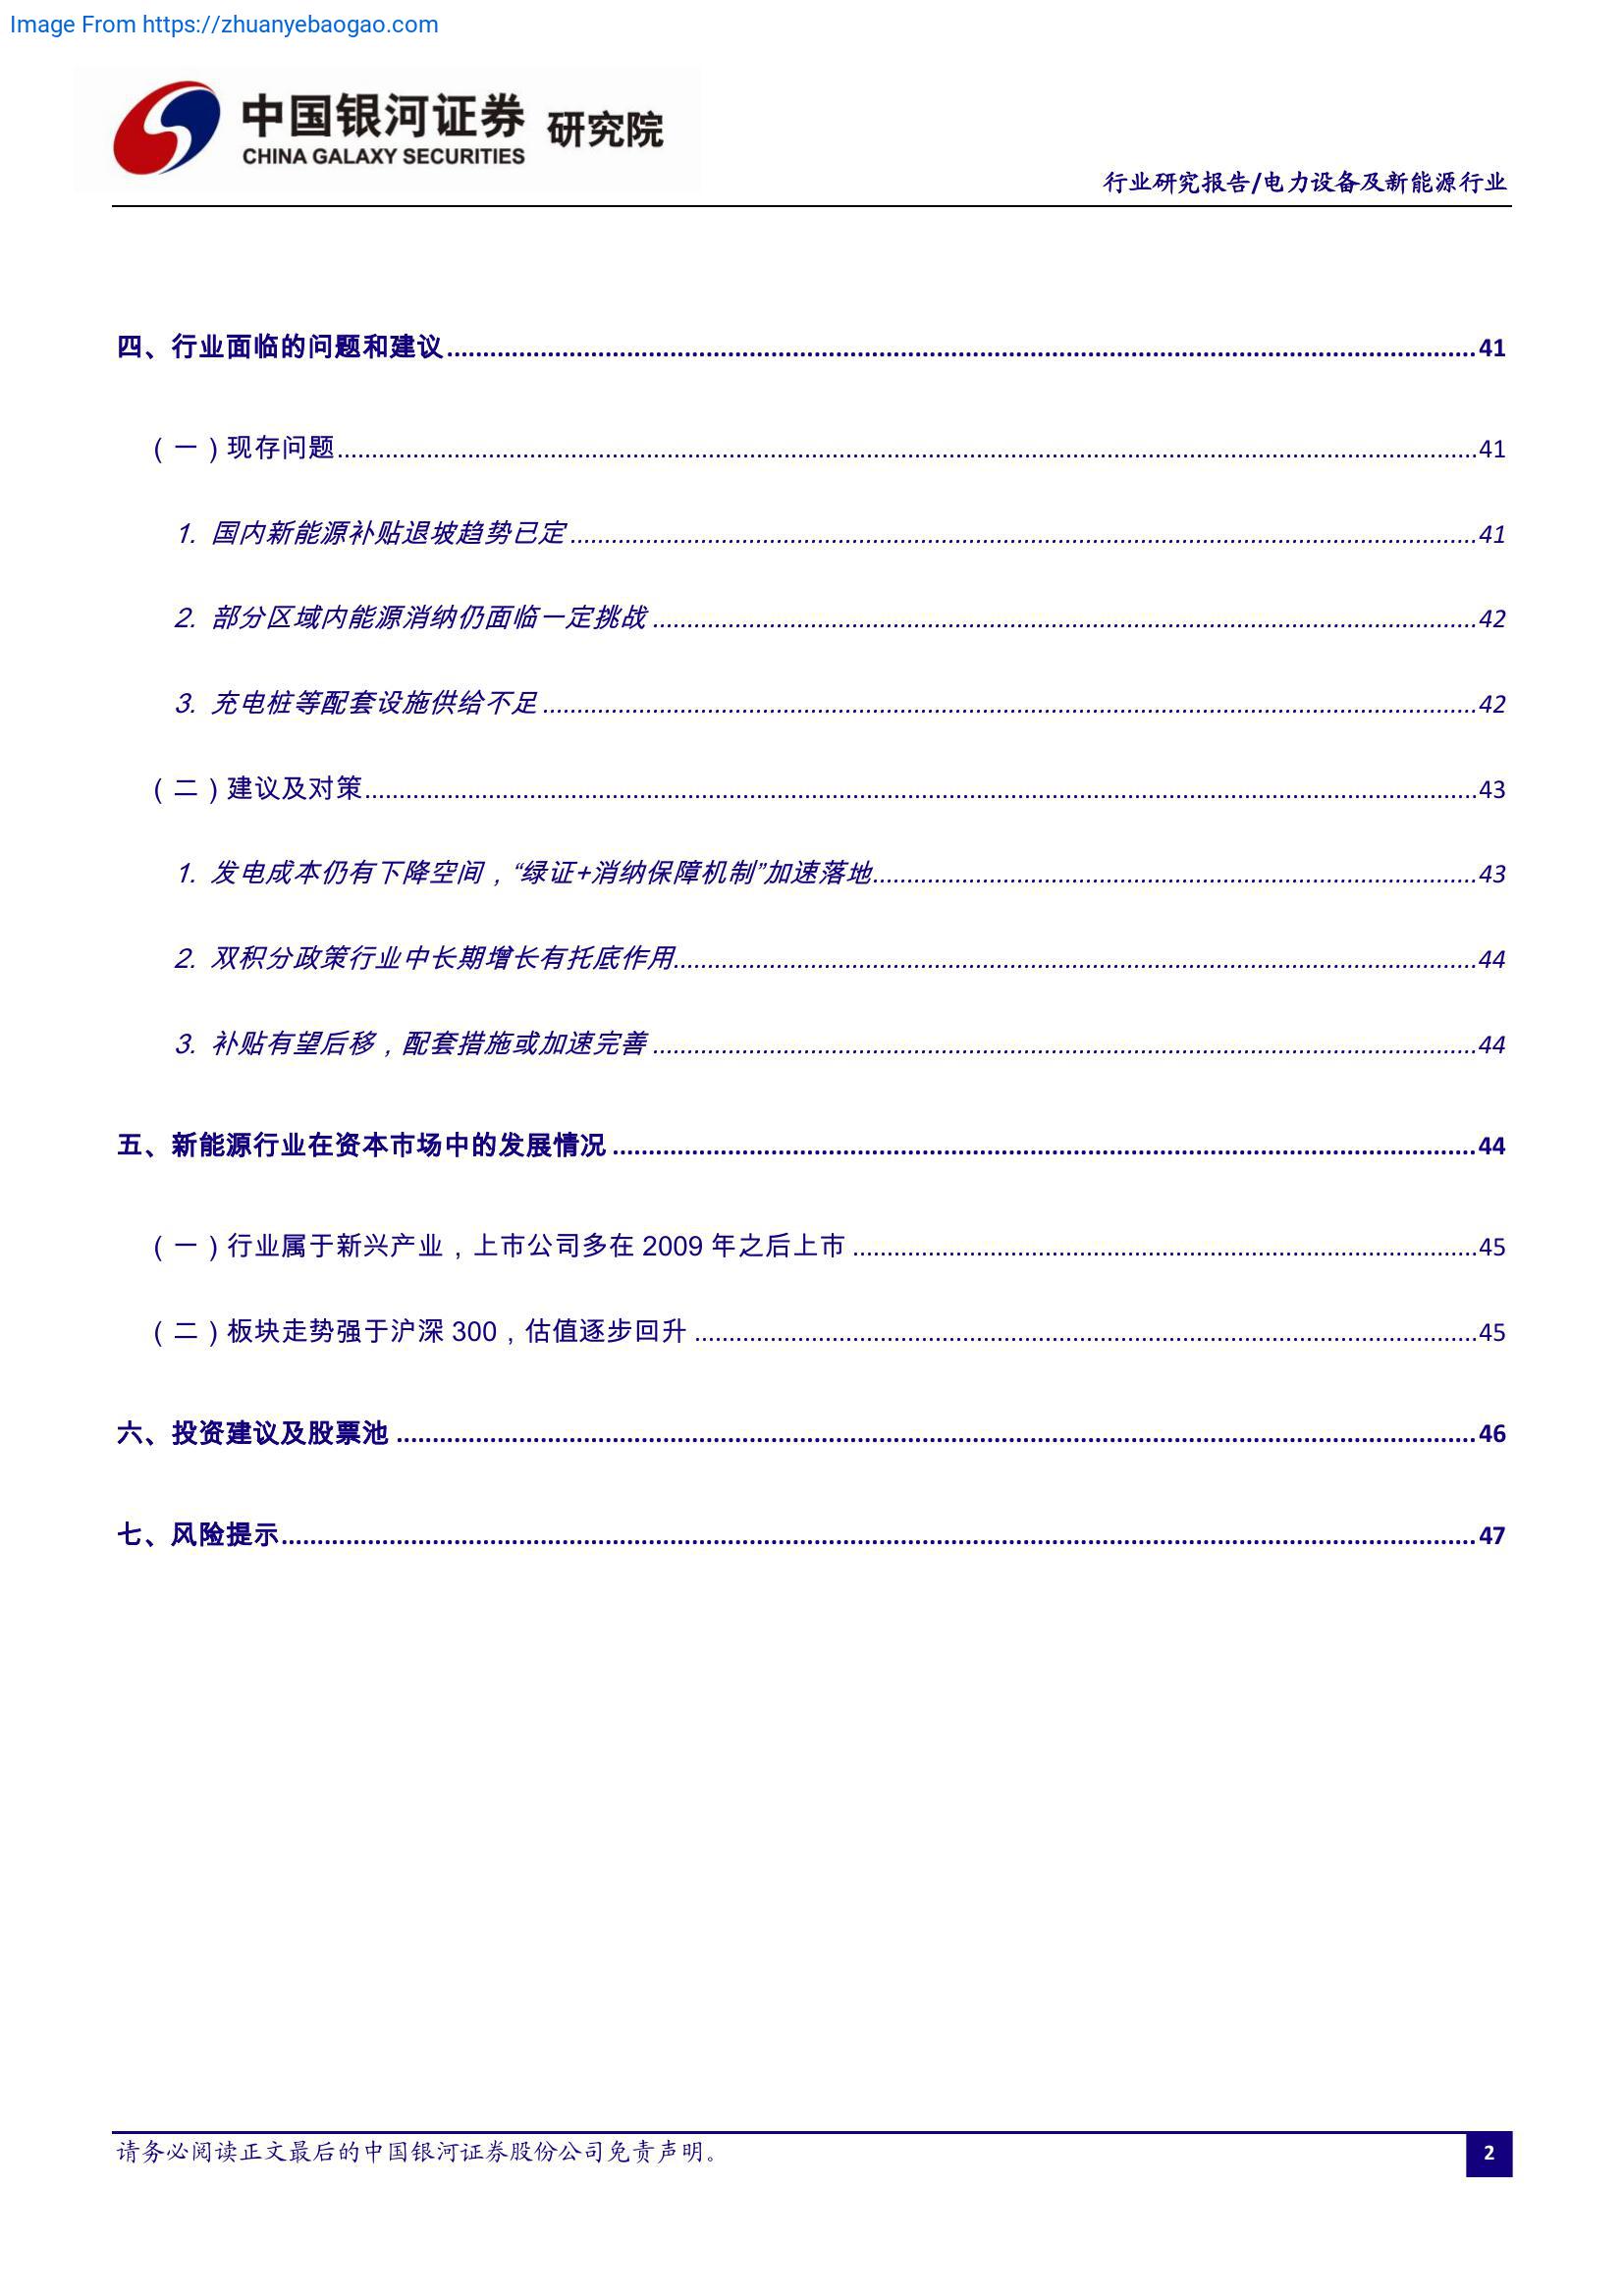 Image From https://zhuanyebaogao.com
中国银河证券 研究院
CHINA GALAXY SECURITIES
行业研究报告/电力设备及新能源行业
四、行业面临的问题和建议........................................41
（一）现存问题........................................41
1. 国内新能源补贴退坡趋势已定........................................41
2. 部分区域内能源消纳仍面临一定挑战........................................42
3. 充电桩等配套设施供给不足........................................42
（二）建议及对策........................................43
1. 发电成本仍有下降空间，“绿证+消纳保障机制”加速落地........................................43
2. 双积分政策行业中长期增长有托底作用........................................44
3. 补贴有望后移，配套措施或加速完善........................................44
五、新能源行业在资本市场中的发展情况........................................44
（一）行业属于新兴产业，上市公司多在 2009 年之后上市........................................45
（二）板块走势强于沪深 300，估值逐步回升........................................45
六、投资建议及股票池........................................46
七、风险提示........................................47
请务必阅读正文最后的中国银河证券股份公司免责声明。
2